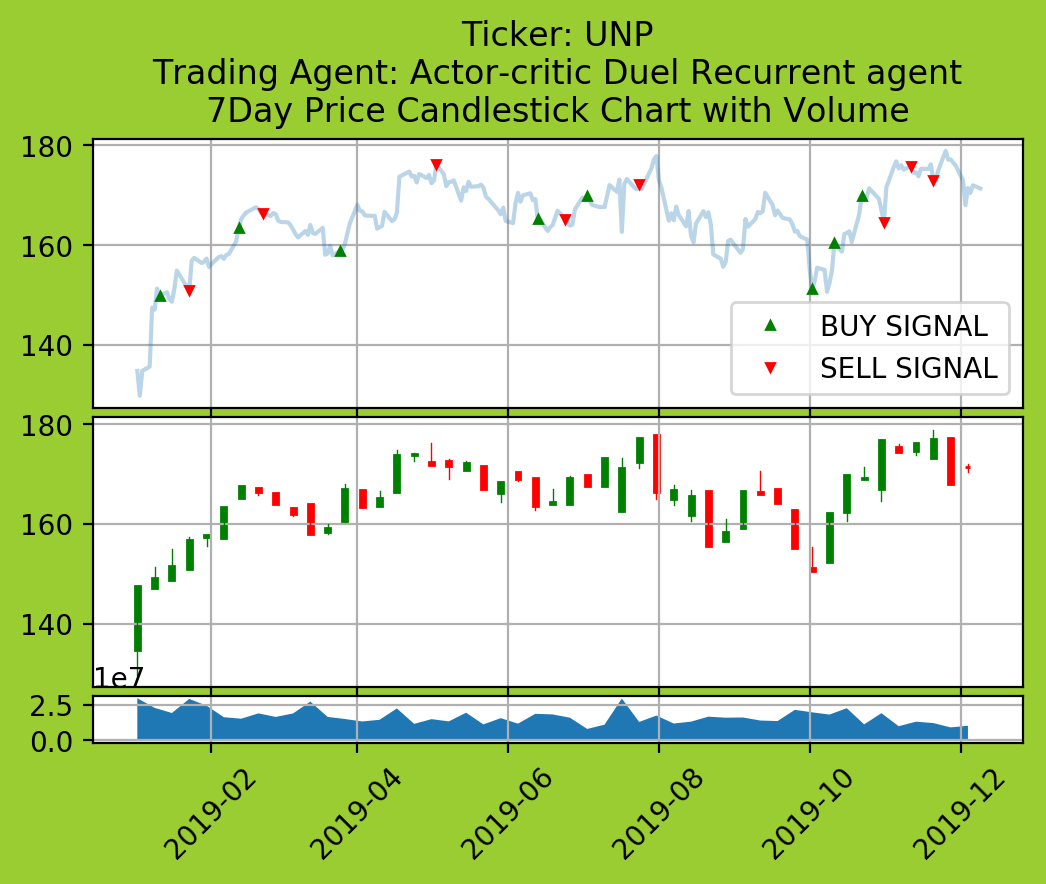 Ticker: UNP
Trading Agent: Actor-critic Duel Recurrent agent
7Day Price Candlestick Chart with Volume
180
160
140
BUY SIGNAL
SELL SIGNAL
180
160
140
1e7
2.5
0.0
2019-02
2019-04
2019-06
2019-08
2019-10
2019-12